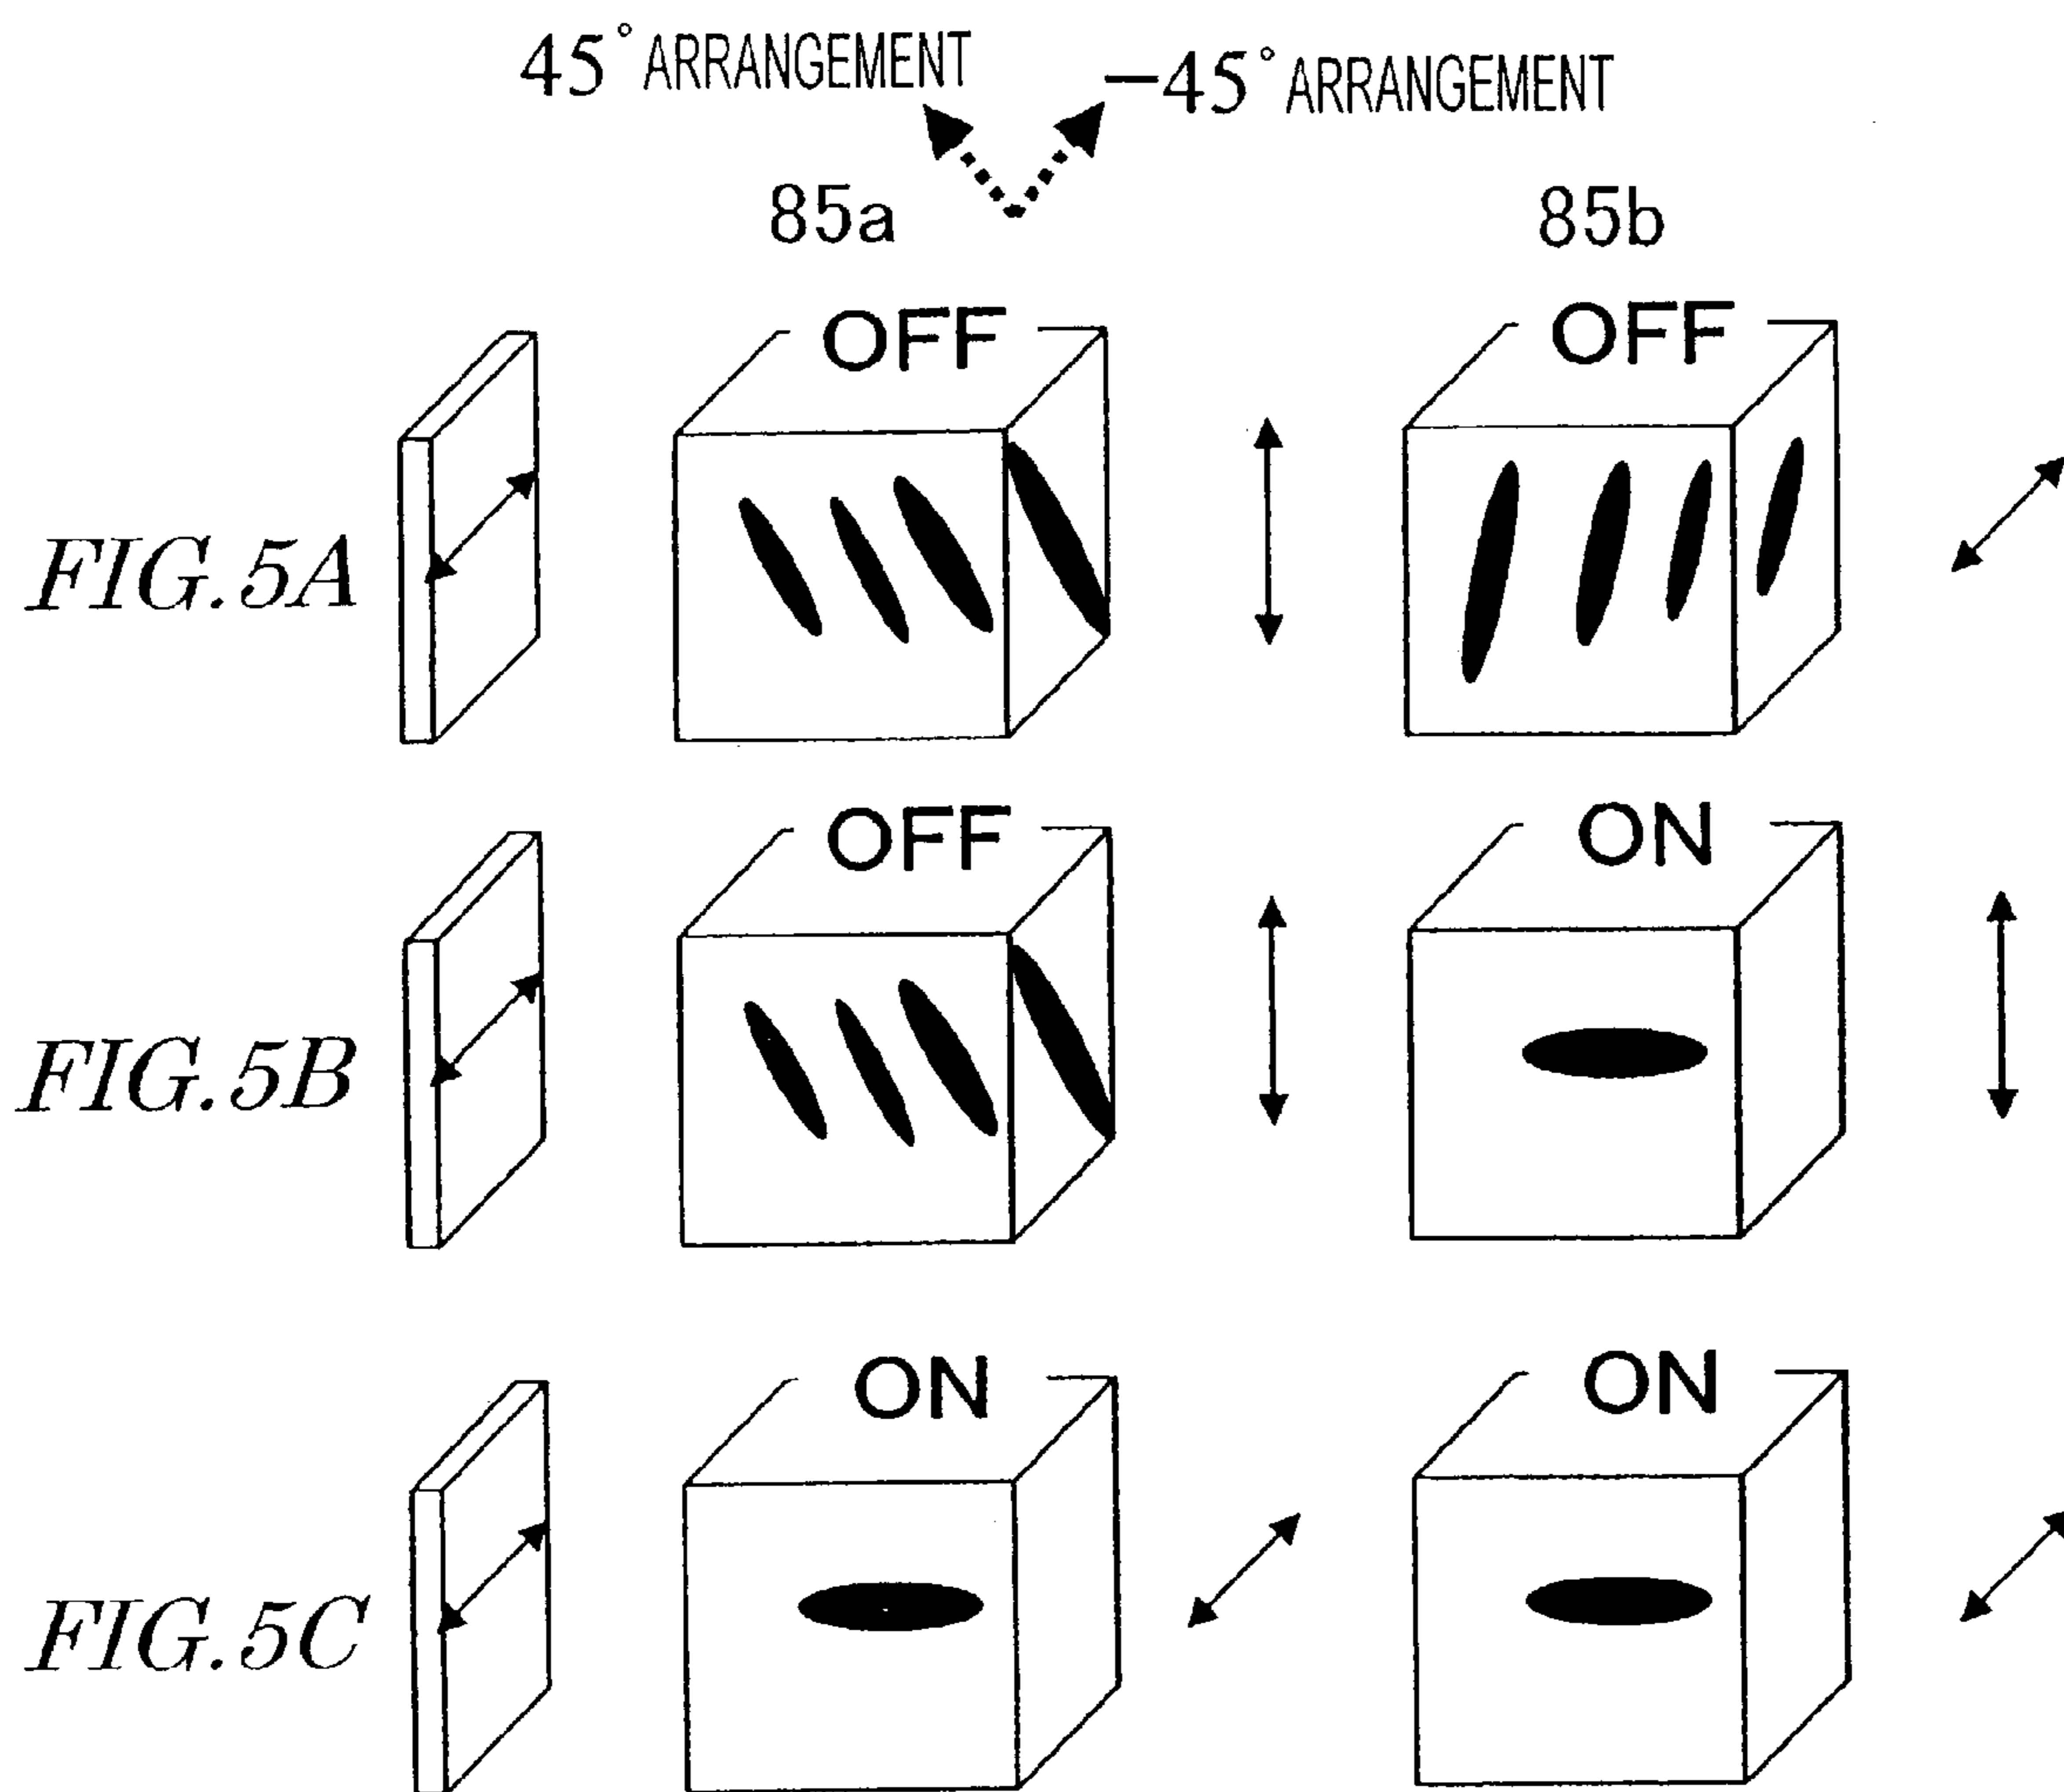 45° ARRANGEMENT
−45° ARRANGEMENT
85a
85b
OFF
OFF
FIG.5A
OFF
ON
FIG.5B
ON
ON
FIG.5C